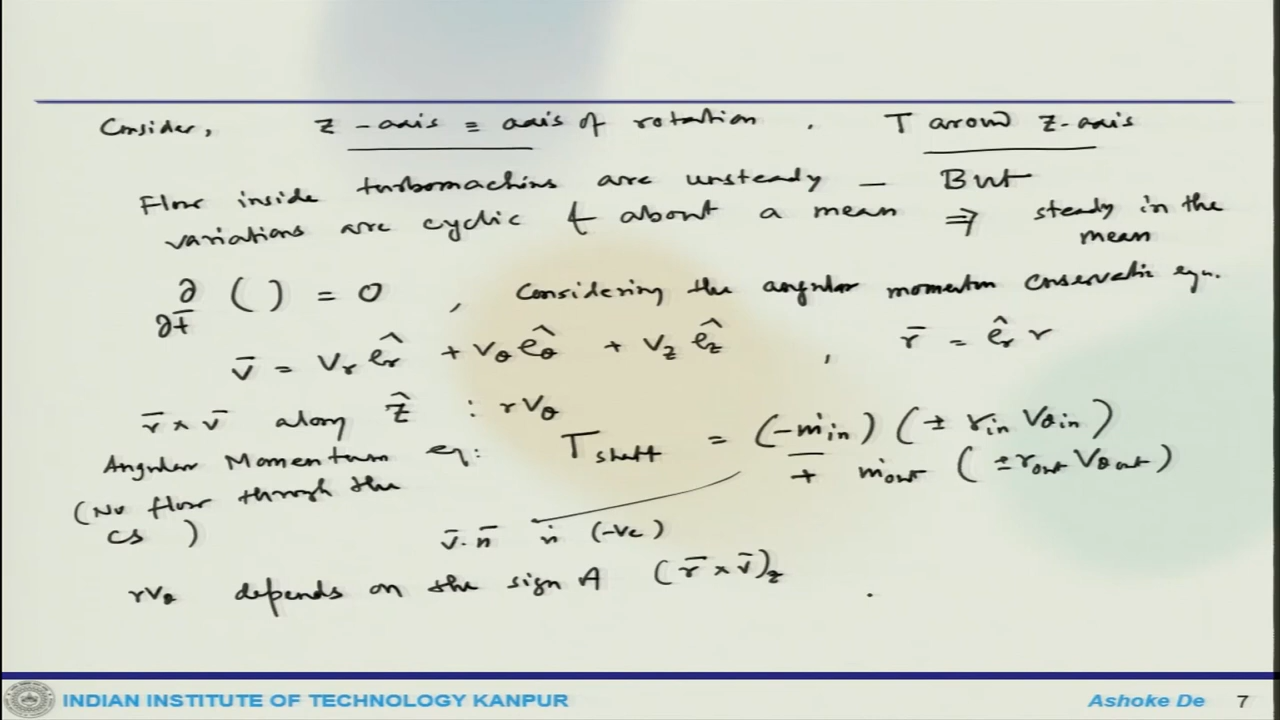 Consider, z-axis ≡ axis of rotation . T around z-axis
Flow inside turbomachins are unsteady — But
variations are cyclic & about a mean ⇒ steady in the mean
∂/∂t ( ) = 0 , Considering the angular momentum conservatic eqn.
v̄ = Vr êr + Vθ êθ + Vz êz , r̄ = êr r
r̄ × v̄ along ẑ : rVθ
Angular Momentum eq: Tshaft = (-ṁin) (± rin Vθin)
+ ṁout (± rout Vθout)
(No flow through the
CS )
v̄.n̄ is (-ve)
rVθ depends on the sign of (r̄ × v̄)z
INDIAN INSTITUTE OF TECHNOLOGY KANPUR Ashoke De 7